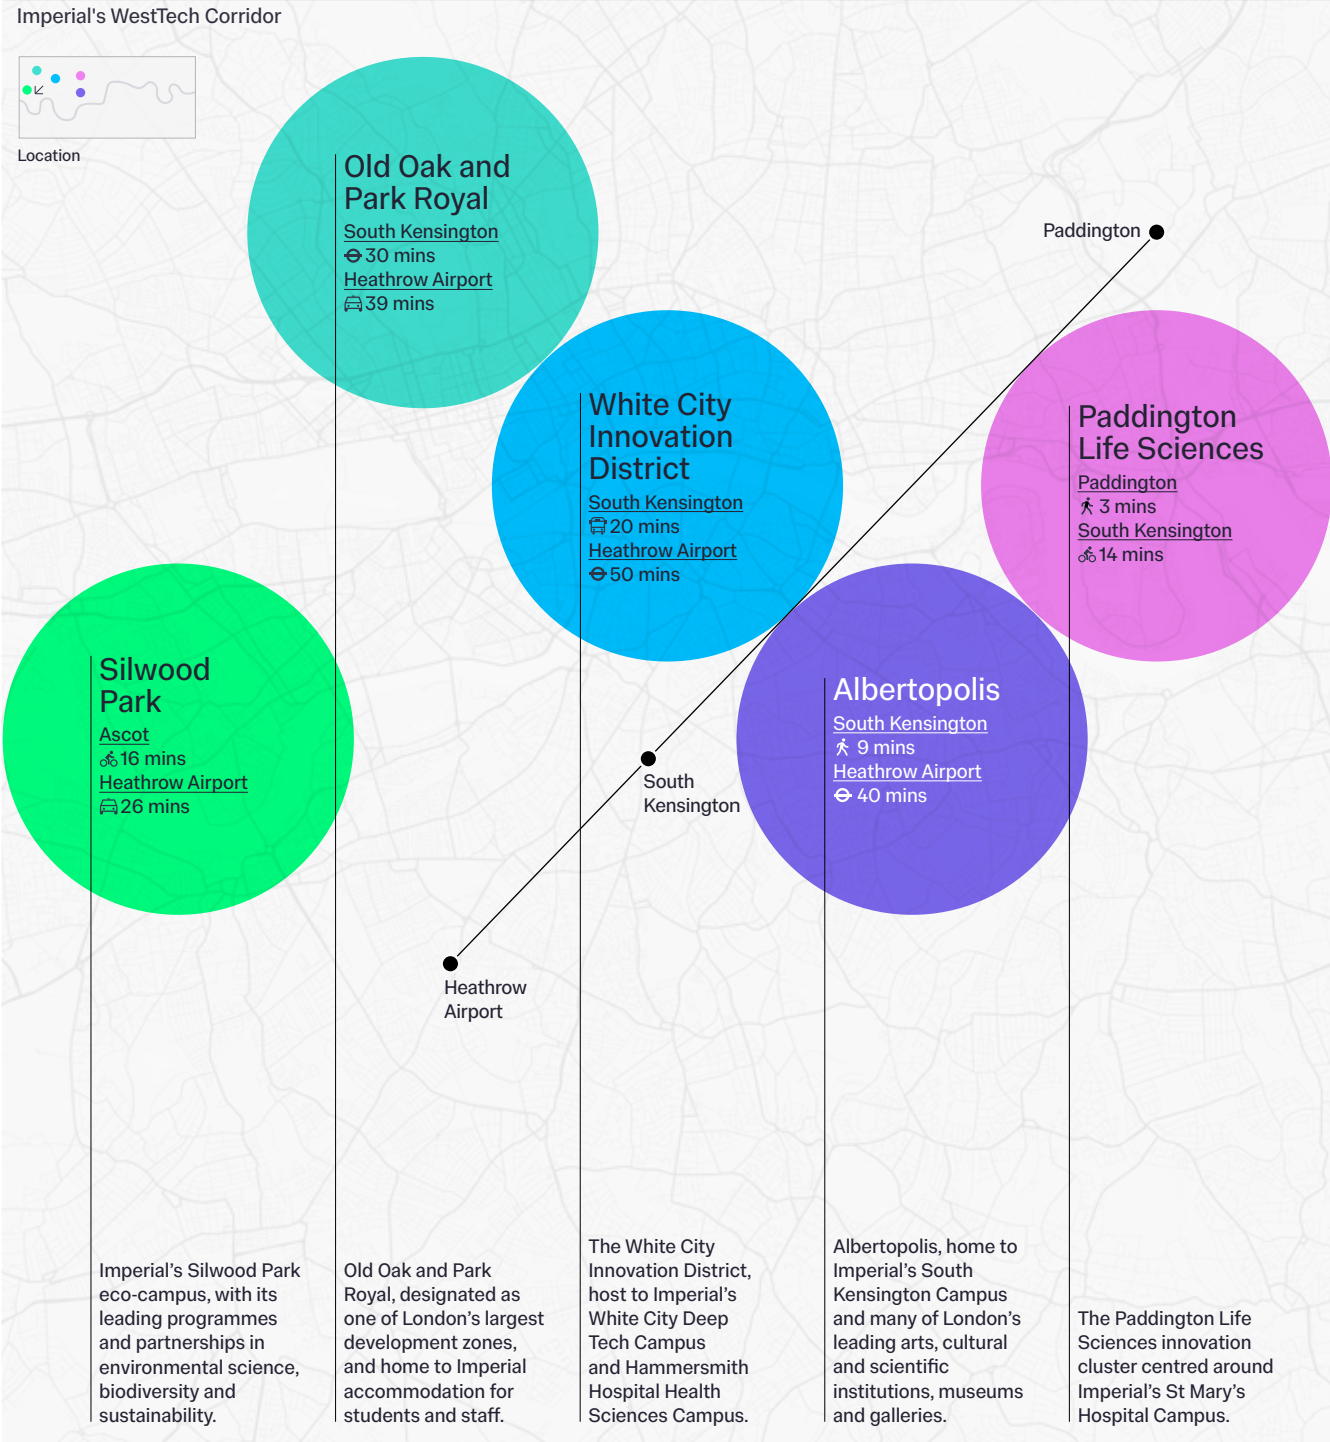 Imperial's WestTech Corridor
Location
Old Oak and
Park Royal
South Kensington
30 mins
Heathrow Airport
39 mins
Paddington
White City
Innovation
District
South Kensington
20 mins
Heathrow Airport
50 mins
Paddington
Life Sciences
Paddington
3 mins
South Kensington
14 mins
Silwood
Park
Ascot
16 mins
Heathrow Airport
26 mins
Albertopolis
South Kensington
9 mins
Heathrow Airport
40 mins
South
Kensington
Heathrow
Airport
Imperial’s Silwood Park
eco-campus, with its
leading programmes
and partnerships in
environmental science,
biodiversity and
sustainability.
Old Oak and Park
Royal, designated as
one of London’s largest
development zones,
and home to Imperial
accommodation for
students and staff.
The White City
Innovation District,
host to Imperial’s
White City Deep
Tech Campus
and Hammersmith
Hospital Health
Sciences Campus.
Albertopolis, home to
Imperial’s South
Kensington Campus
and many of London’s
leading arts, cultural
and scientific
institutions, museums
and galleries.
The Paddington Life
Sciences innovation
cluster centred around
Imperial’s St Mary’s
Hospital Campus.